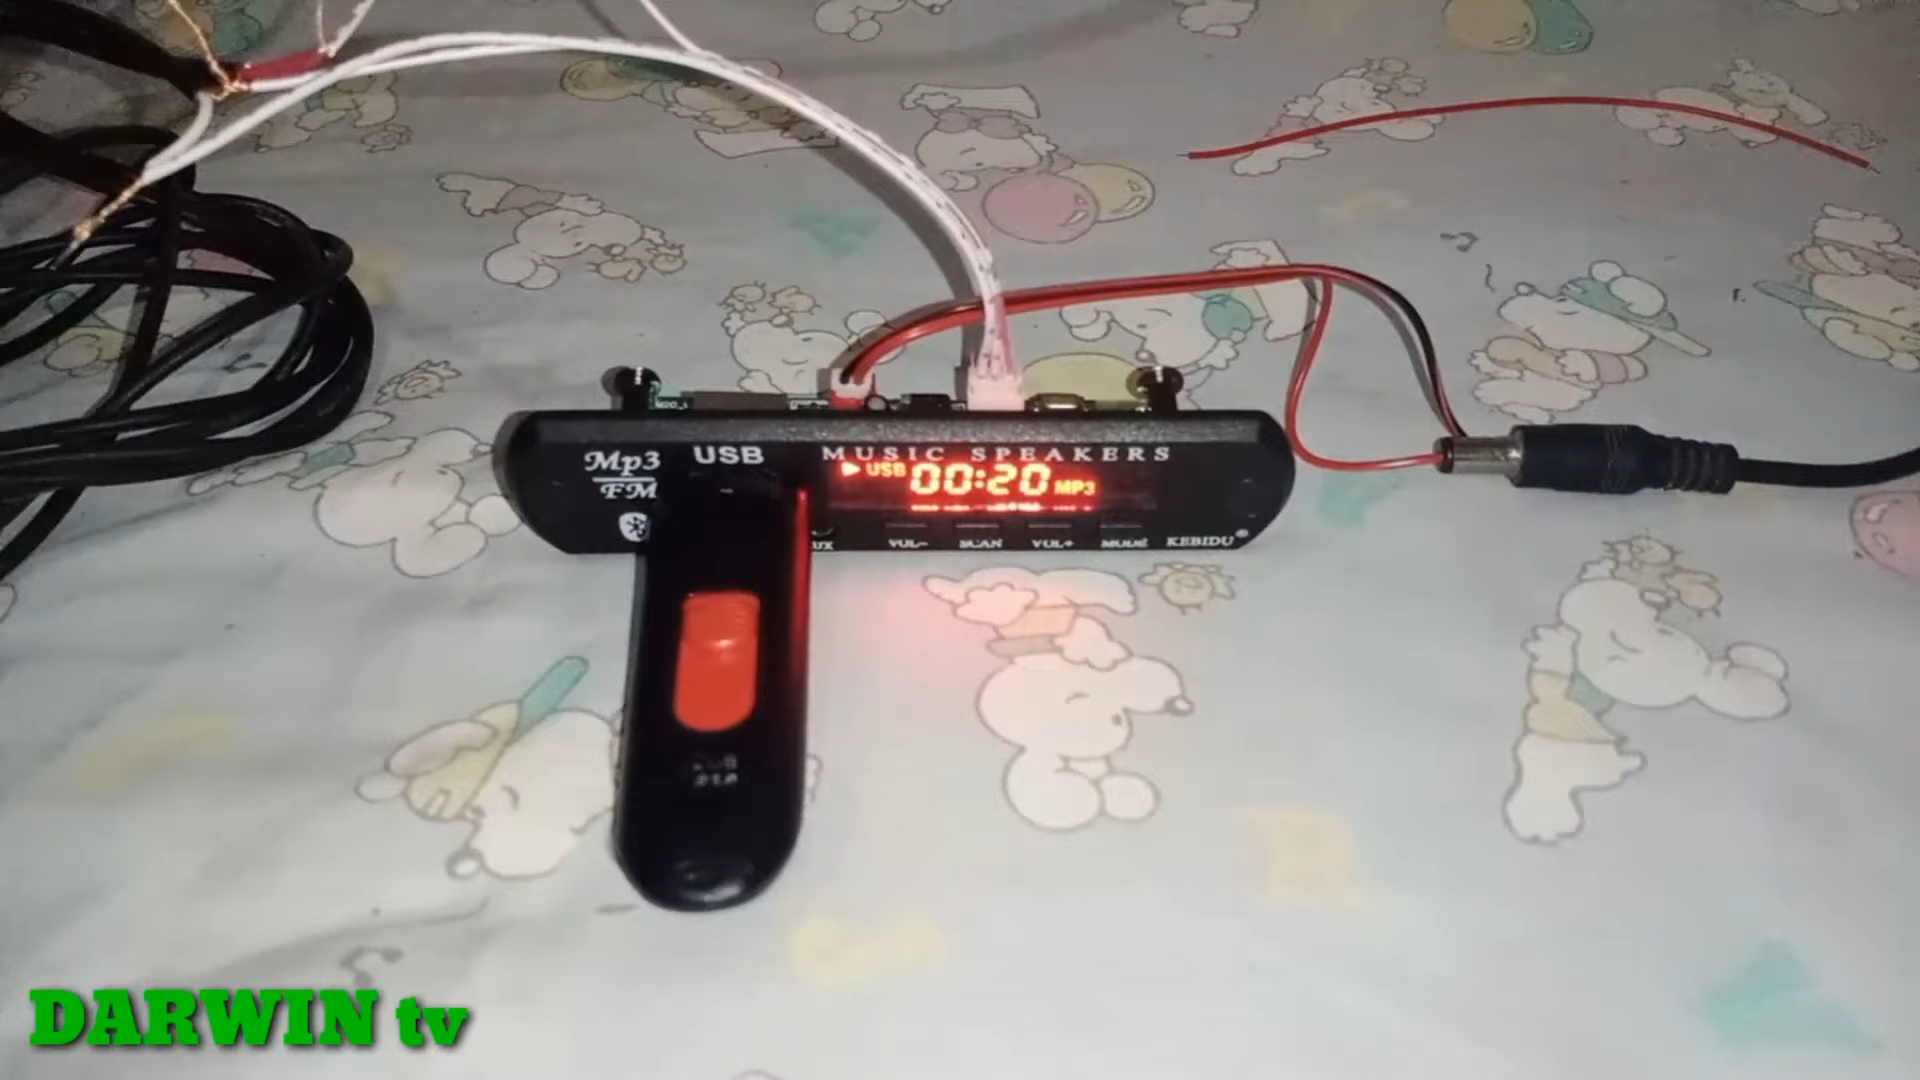 Mp3
FM
USB
MUSIC SPEAKERS
USB 00:20 MP3
VOL- SCAN VOL+ MODE KEBIDU®
DARWIN tv